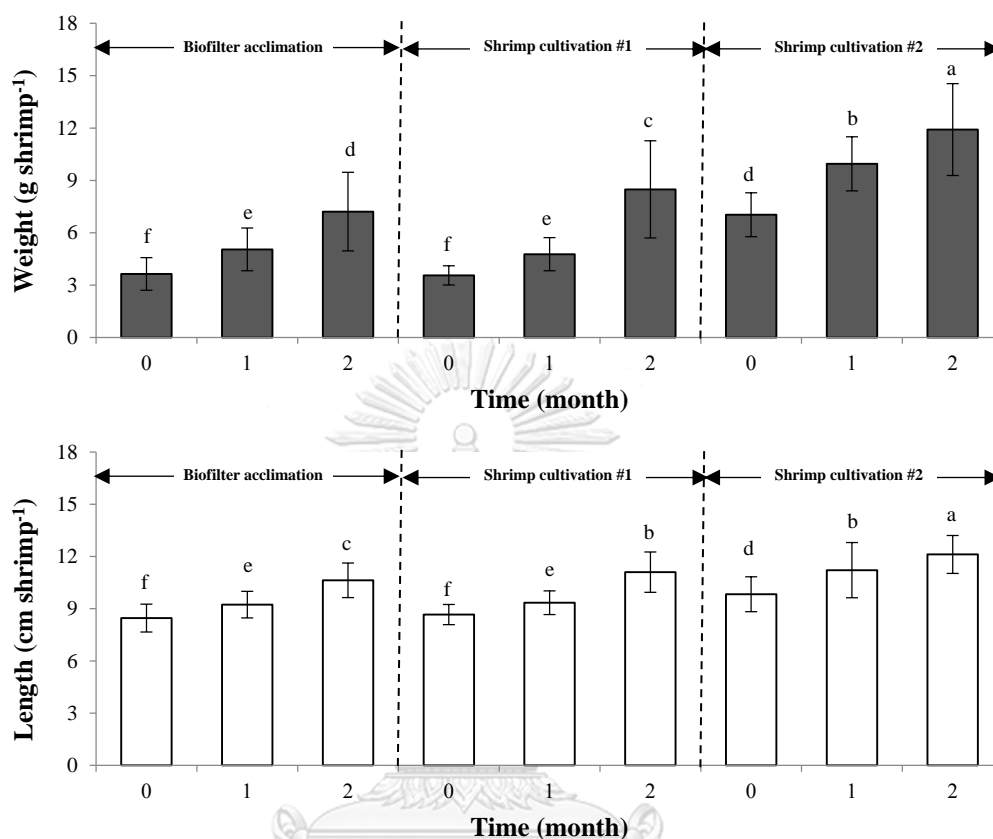 18
15
12
9
6
3
0
Weight (g shrimp⁻¹)
Biofilter acclimation
Shrimp cultivation #1
Shrimp cultivation #2
f
e
d
f
e
c
d
b
a
0 1 2 0 1 2 0 1 2
Time (month)
18
15
12
9
6
3
0
Length (cm shrimp⁻¹)
Biofilter acclimation
Shrimp cultivation #1
Shrimp cultivation #2
f
e
c
f
e
b
d
b
a
0 1 2 0 1 2 0 1 2
Time (month)